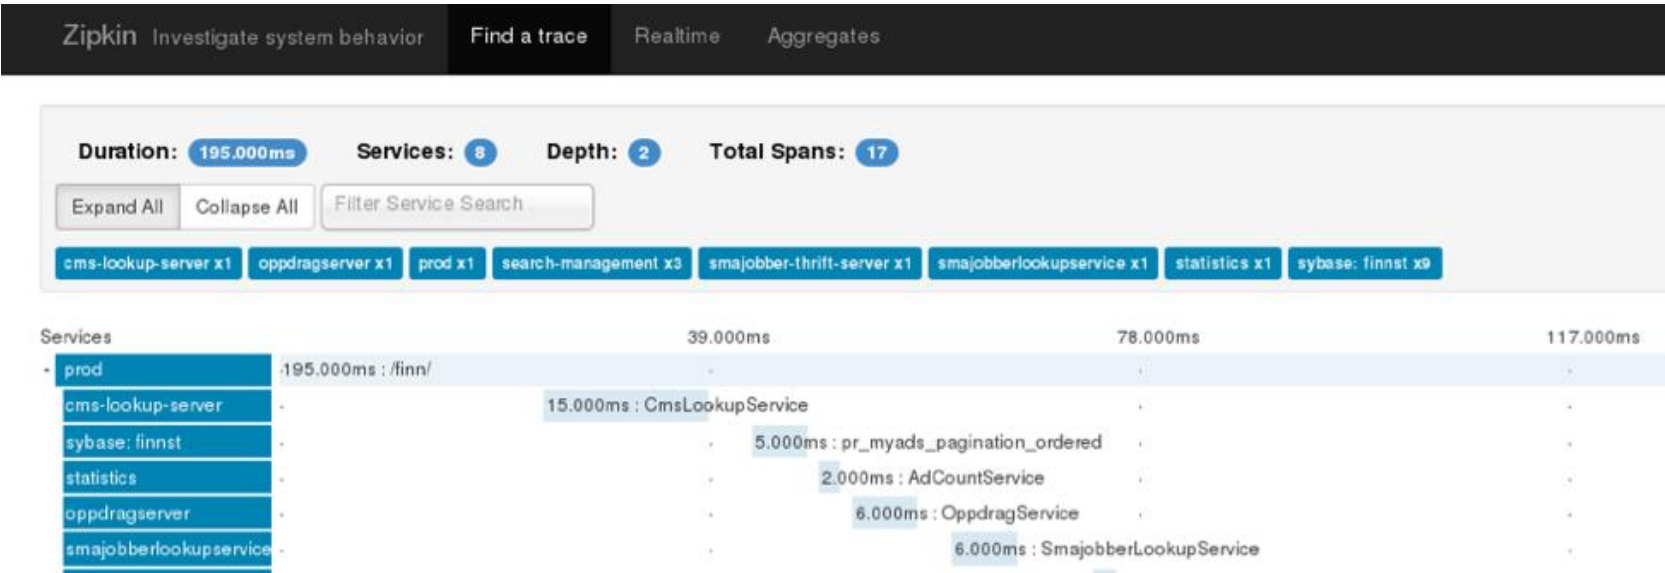 Zipkin Investigate system behavior Find a trace Realtime Aggregates
Duration: 195.000ms Services: 8 Depth: 2 Total Spans: 17
Expand All Collapse All Filter Service Search
cms-lookup-server x1 oppdragserver x1 prod x1 search-management x3 smajobber-thrift-server x1 smajobberlookupservice x1 statistics x1 sybase: finnst x9
Services 39.000ms 78.000ms 117.000ms
- prod 195.000ms : /finn/
cms-lookup-server 15.000ms : CmsLookupService
sybase: finnst 5.000ms : pr_myads_pagination_ordered
statistics 2.000ms : AdCountService
oppdragserver 6.000ms : OppdragService
smajobberlookupservice 6.000ms : SmajobberLookupService